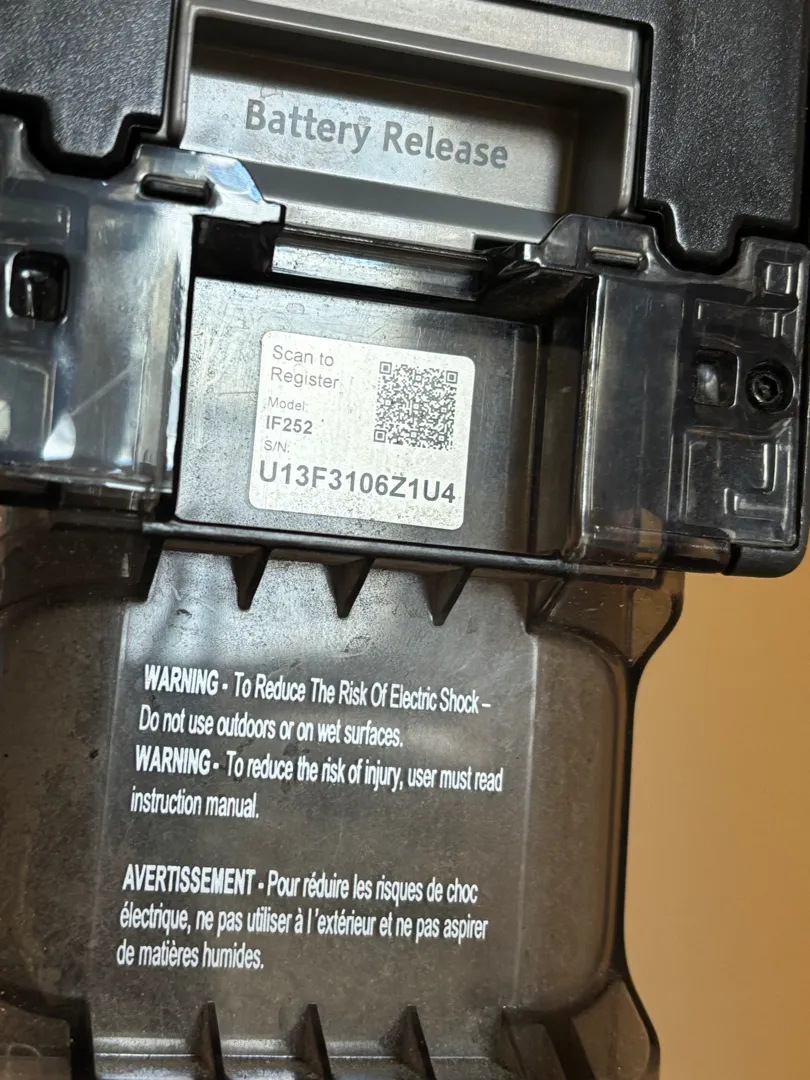 Battery Release
Scan to
Register
Model:
IF252
S/N:
U13F3106Z1U4
WARNING - To Reduce The Risk Of Electric Shock –
Do not use outdoors or on wet surfaces.
WARNING - To reduce the risk of injury, user must read
instruction manual.
AVERTISSEMENT - Pour réduire les risques de choc
électrique, ne pas utiliser à l'extérieur et ne pas aspirer
de matières humides.